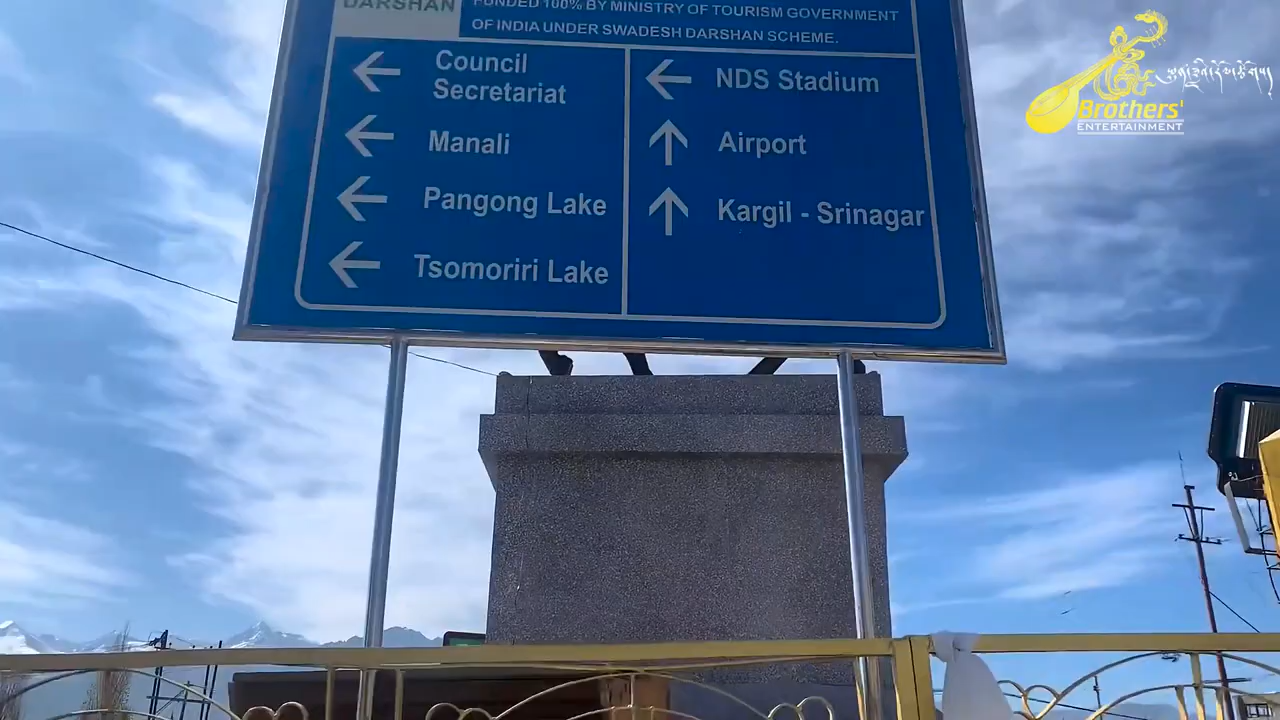 DARSHAN
FUNDED 100% BY MINISTRY OF TOURISM GOVERNMENT
OF INDIA UNDER SWADESH DARSHAN SCHEME.
Council
Secretariat
Manali
Pangong Lake
Tsomoriri Lake
NDS Stadium
Airport
Kargil - Srinagar
Brothers'
ENTERTAINMENT